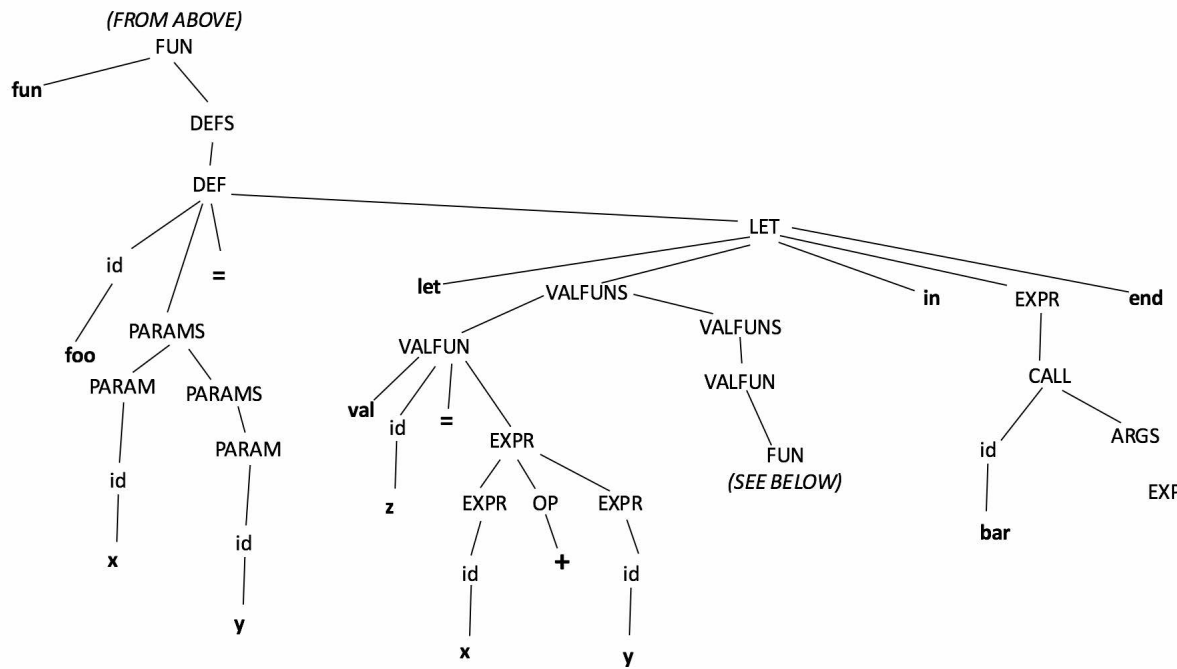 (FROM ABOVE)
FUN
fun
DEFS
DEF
LET
id
=
let
VALFUNS
in
EXPR
end
foo
PARAMS
VALFUN
VALFUNS
PARAM
PARAMS
val
id
=
VALFUN
CALL
PARAM
EXPR
FUN
(SEE BELOW)
id
ARGS
id
z
EXPR
OP
EXPR
bar
x
id
id
+
id
y
x
y